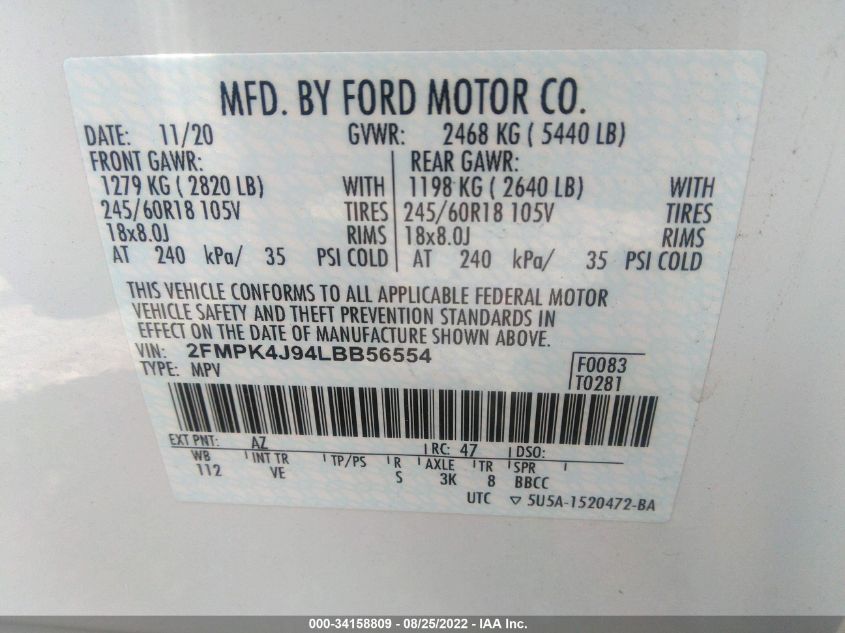 MFD. BY FORD MOTOR CO.
DATE: 11/20 GVWR: 2468 KG ( 5440 LB)
FRONT GAWR: REAR GAWR:
1279 KG ( 2820 LB) WITH 1198 KG ( 2640 LB) WITH
245/60R18 105V TIRES 245/60R18 105V TIRES
18x8.0J RIMS 18x8.0J RIMS
AT 240 kPa/ 35 PSI COLD AT 240 kPa/ 35 PSI COLD
THIS VEHICLE CONFORMS TO ALL APPLICABLE FEDERAL MOTOR
VEHICLE SAFETY AND THEFT PREVENTION STANDARDS IN
EFFECT ON THE DATE OF MANUFACTURE SHOWN ABOVE.
VIN: 2FMPK4J94LBB56554 F0083
TYPE: MPV T0281
EXT PNT: AZ RC: 47 DSO:
WB INT TR TP/PS R AXLE TR SPR
112 VE S 3K 8 BBCC
UTC ▽ 5U5A-1520472-BA
000-34158809 - 08/25/2022 - IAA Inc.